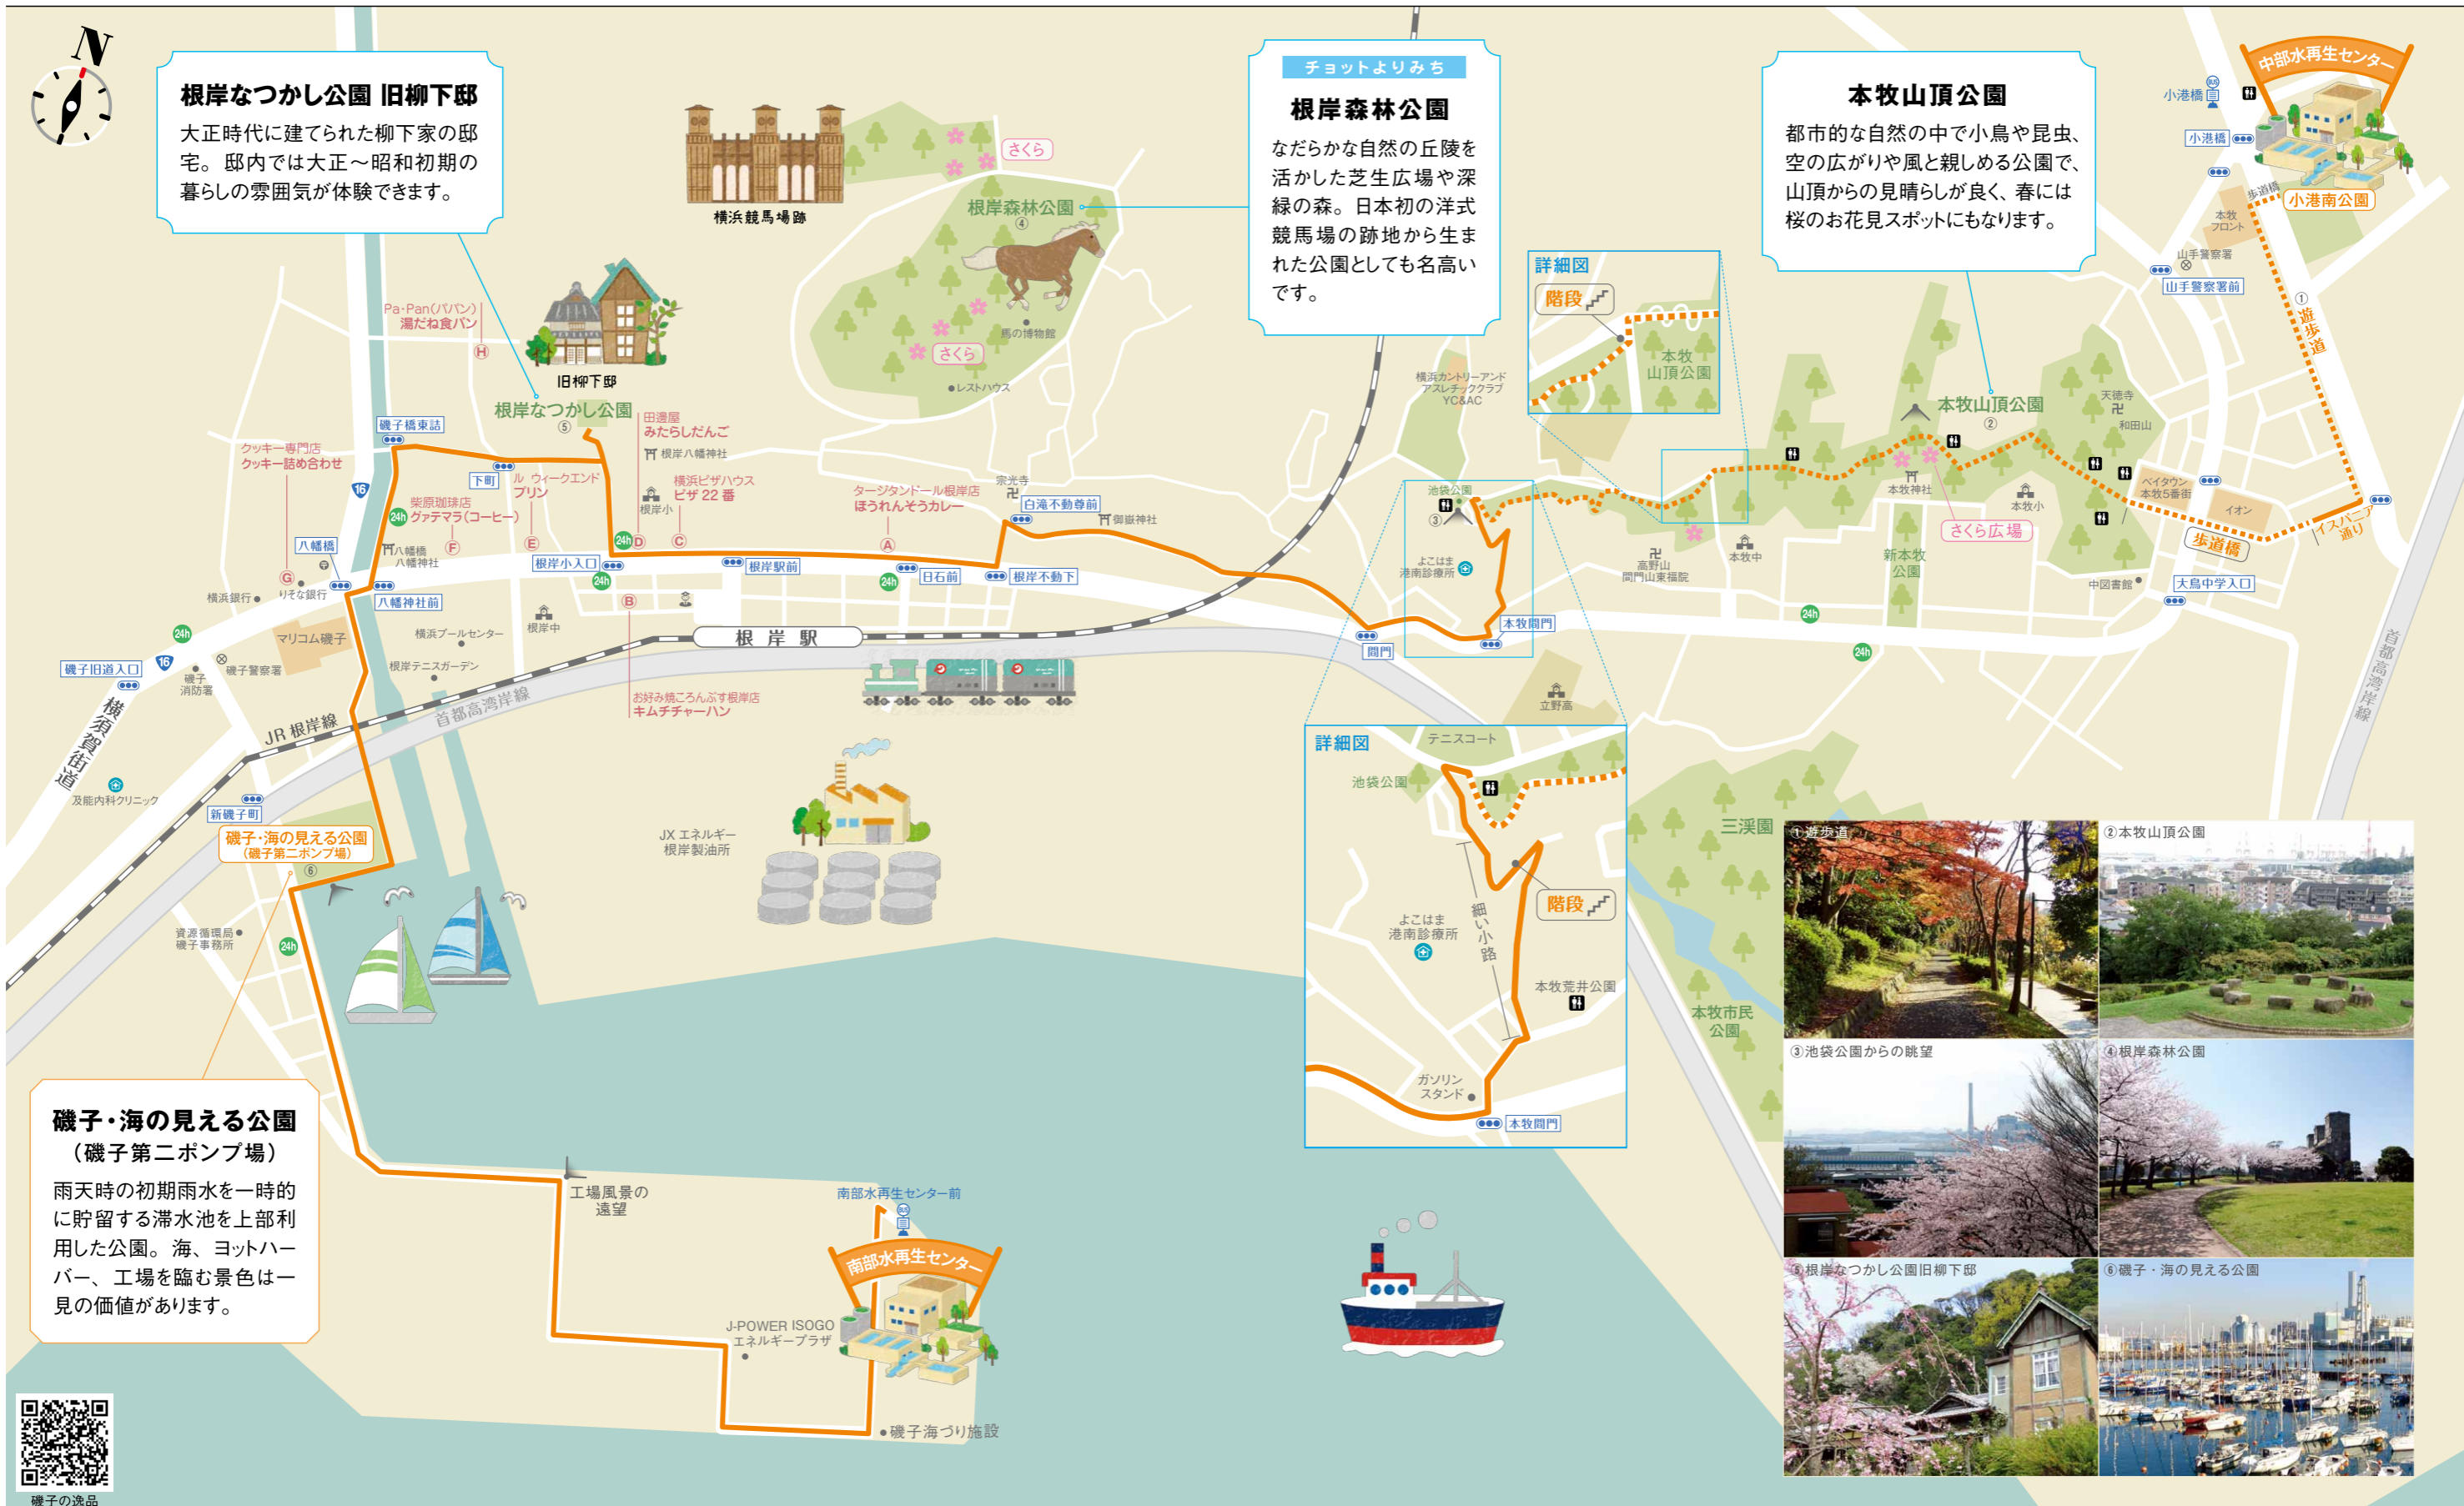 N
根岸なつかし公園 旧柳下邸
大正時代に建てられた柳下家の邸
宅。邸内では大正～昭和初期の
暮らしの雰囲気が体験できます。
横浜競馬場跡
さくら
根岸森林公園
④
馬の博物館
さくら
レストハウス
チョットよりみち
根岸森林公園
なだらかな自然の丘陵を
活かした芝生広場や深
緑の森。日本初の洋式
競馬場の跡地から生ま
れた公園としても名高い
です。
本牧山頂公園
都市的な自然の中で小鳥や昆虫、
空の広がりや風と親しめる公園で、
山頂からの見晴らしが良く、春には
桜のお花見スポットにもなります。
中部水再生センター
BUS
小港橋
小港橋
歩道橋
小港南公園
本牧
フロント
山手警察署
山手警察署前
①遊歩道
詳細図
階段
本牧
山頂公園
横浜カントリーアンド
アスレチッククラブ
YC&AC
本牧山頂公園
②
天徳寺
和田山
ベイタウン
本牧5番街
イオン
イスパニア
通り
歩道橋
本牧神社
本牧小
さくら広場
新本牧
公園
中図書館
大鳥中学入口
首都高湾岸線
24h
24h
本牧中
高野山
間門山東福院
池袋公園
③
よこはま
港南診療所
本牧間門
間門
立野高
Pa・Pan(パパン)
湯だね食パン
H
旧柳下邸
根岸なつかし公園
⑤
田邊屋
みたらしだんご
根岸八幡神社
磯子橋東詰
クッキー専門店
クッキー詰め合わせ
16
下町
ル ウィークエンド
プリン
根岸小
横浜ピザハウス
ピザ 22 番
柴原珈琲店
グァテマラ(コーヒー)
24h
タージタンドール根岸店
ほうれんそうカレー
宗光寺
白滝不動尊前
御嶽神社
八幡橋
八幡橋
八幡神社
F
E
24h
D
C
A
G
りそな銀行
横浜銀行
八幡神社前
根岸小入口
24h
根岸駅前
24h
日石前
根岸不動下
B
根岸中
24h
マリコム磯子
横浜プールセンター
根岸テニスガーデン
根岸駅
磯子旧道入口
16
磯子
消防署
磯子警察署
横須賀街道
JR 根岸線
首都高湾岸線
お好み焼ころんぶす根岸店
キムチチャーハン
及能内科クリニック
新磯子町
磯子・海の見える公園
(磯子第二ポンプ場)
⑥
資源循環局
磯子事務所
24h
JX エネルギー
根岸製油所
詳細図
テニスコート
池袋公園
階段
細い小路
よこはま
港南診療所
本牧荒井公園
ガソリン
スタンド
本牧間門
三渓園
本牧市民
公園
①遊歩道
②本牧山頂公園
③池袋公園からの眺望
④根岸森林公園
⑤根岸なつかし公園旧柳下邸
⑥磯子・海の見える公園
磯子・海の見える公園
(磯子第二ポンプ場)
雨天時の初期雨水を一時的
に貯留する滞水池を上部利
用した公園。海、ヨットハー
バー、工場を臨む景色は一
見の価値があります。
工場風景の
遠望
南部水再生センター前
BUS
南部水再生センター
J-POWER ISOGO
エネルギープラザ
磯子海づり施設
磯子の逸品